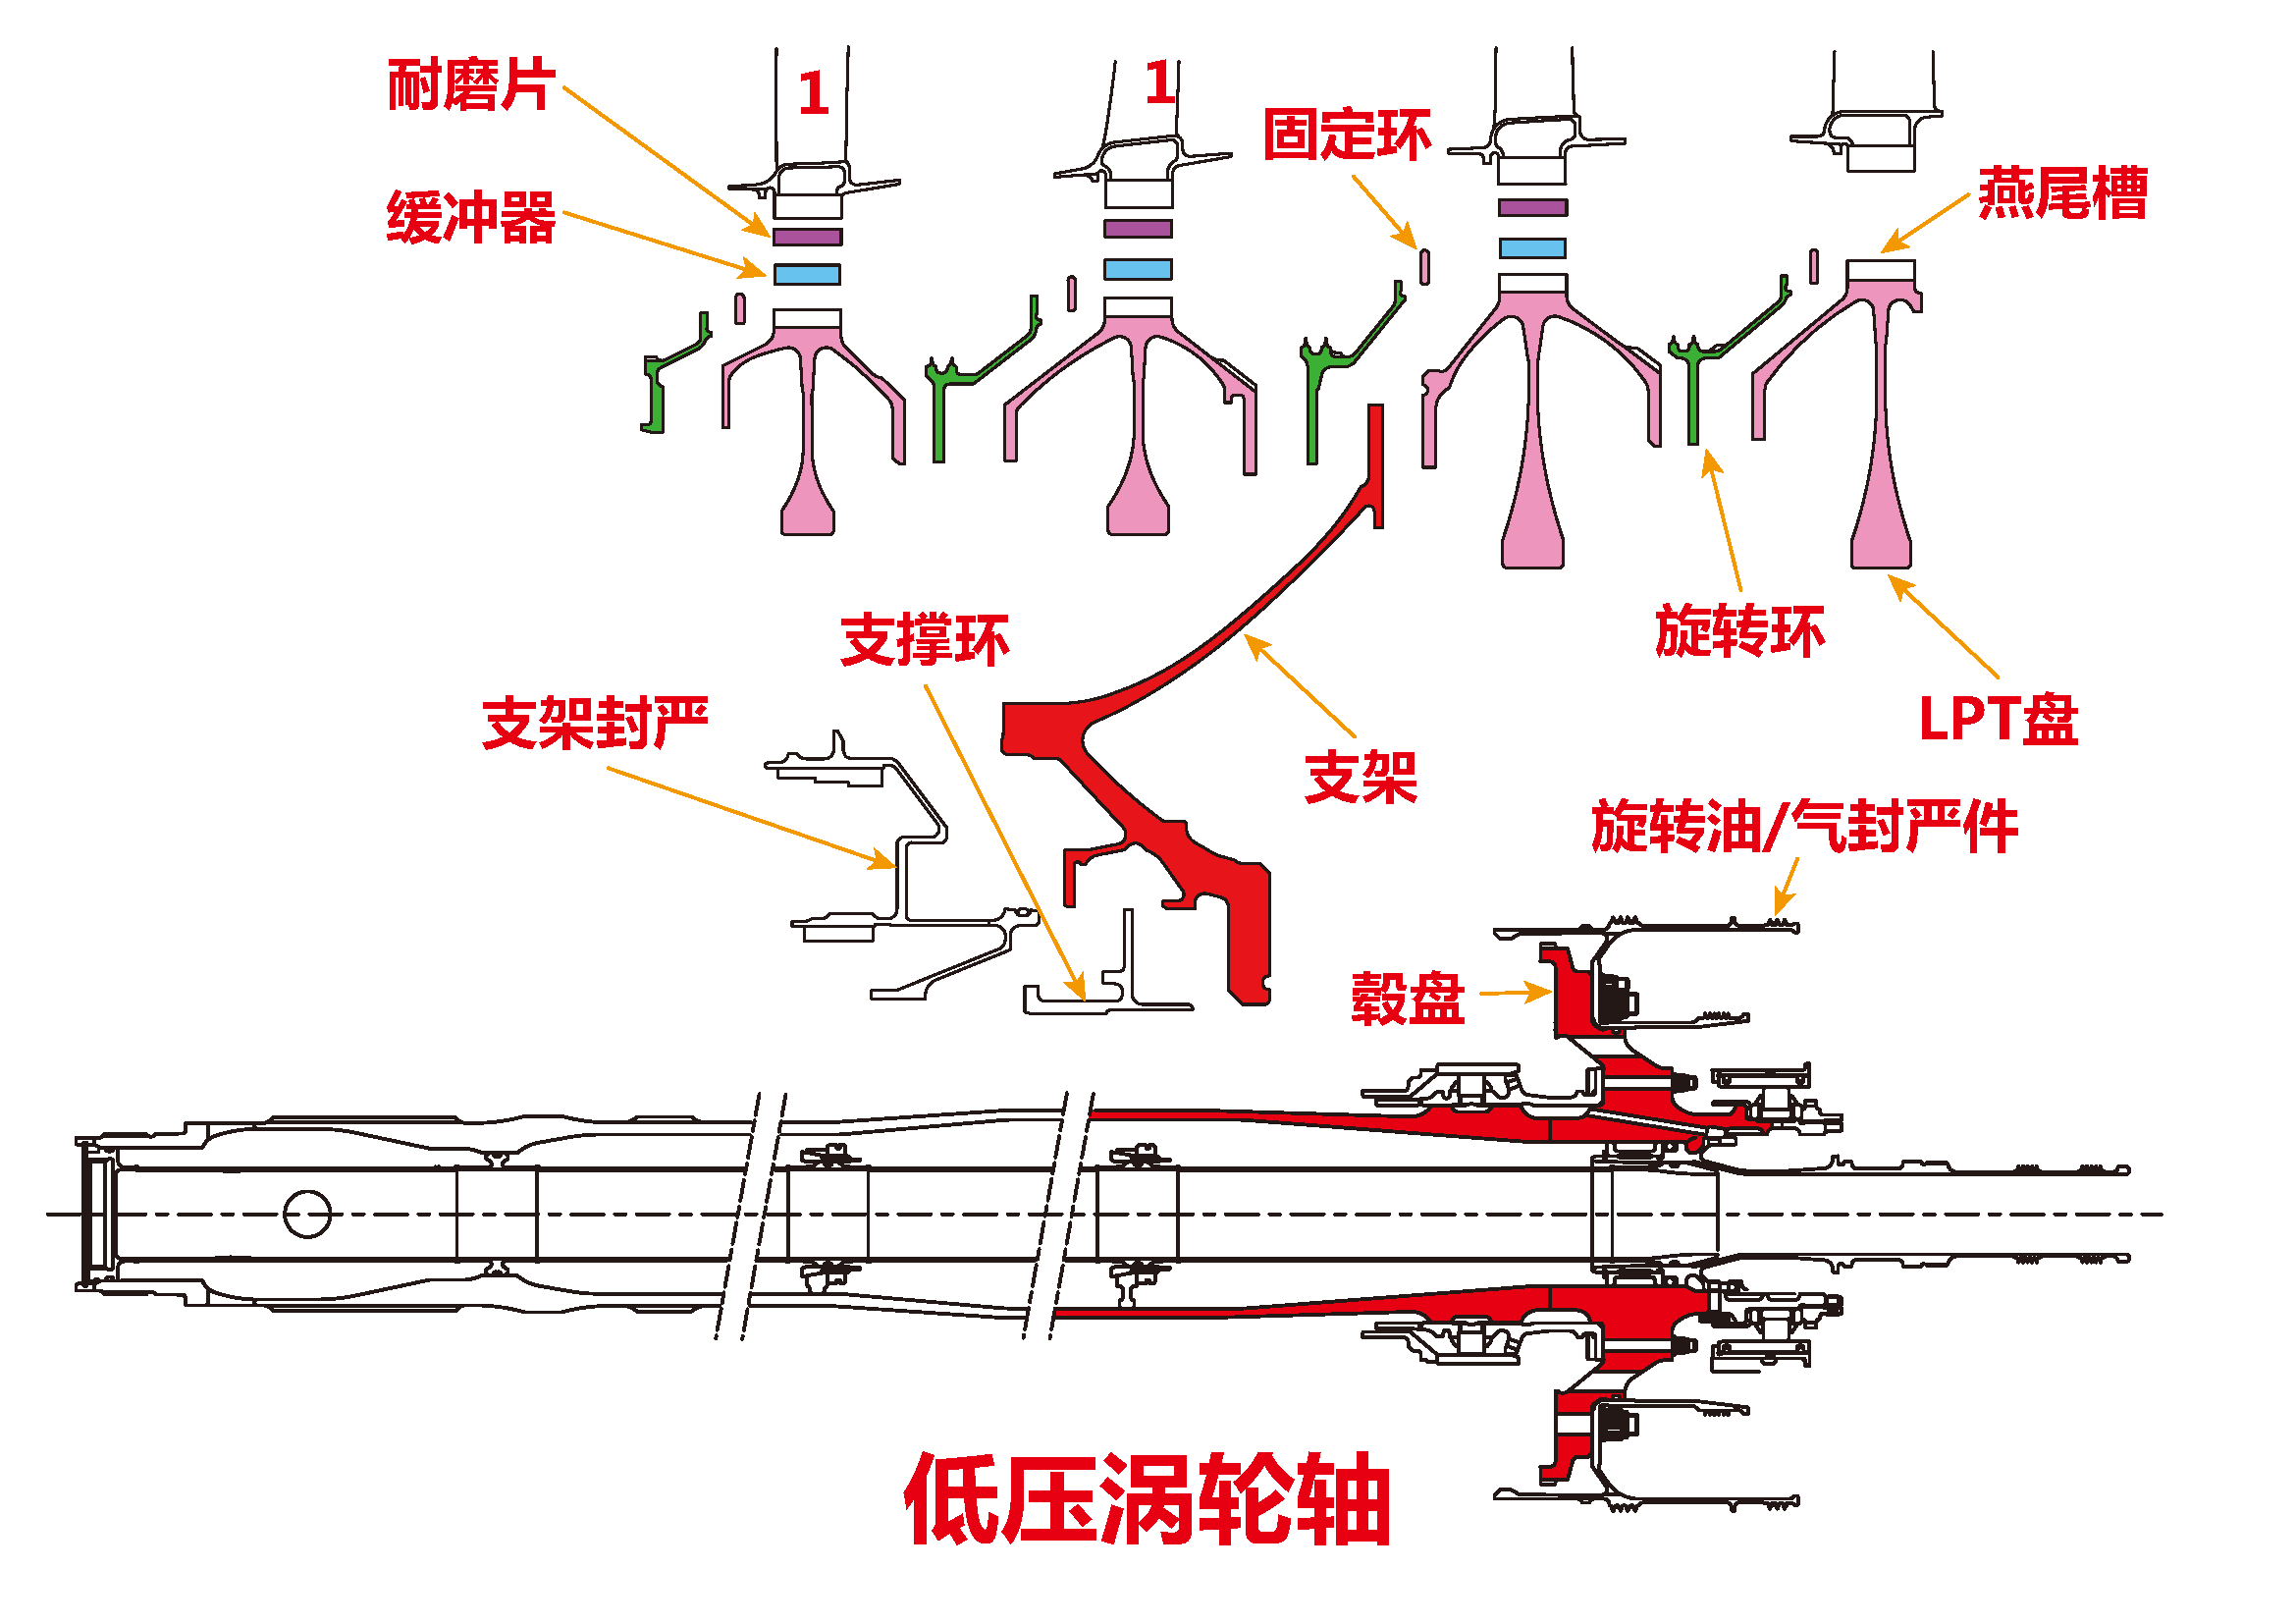 耐磨片
1
1
固定环
缓冲器
燕尾槽
支撑环
旋转环
支架封严
LPT盘
支架
旋转油/气封严件
毂盘
低压涡轮轴